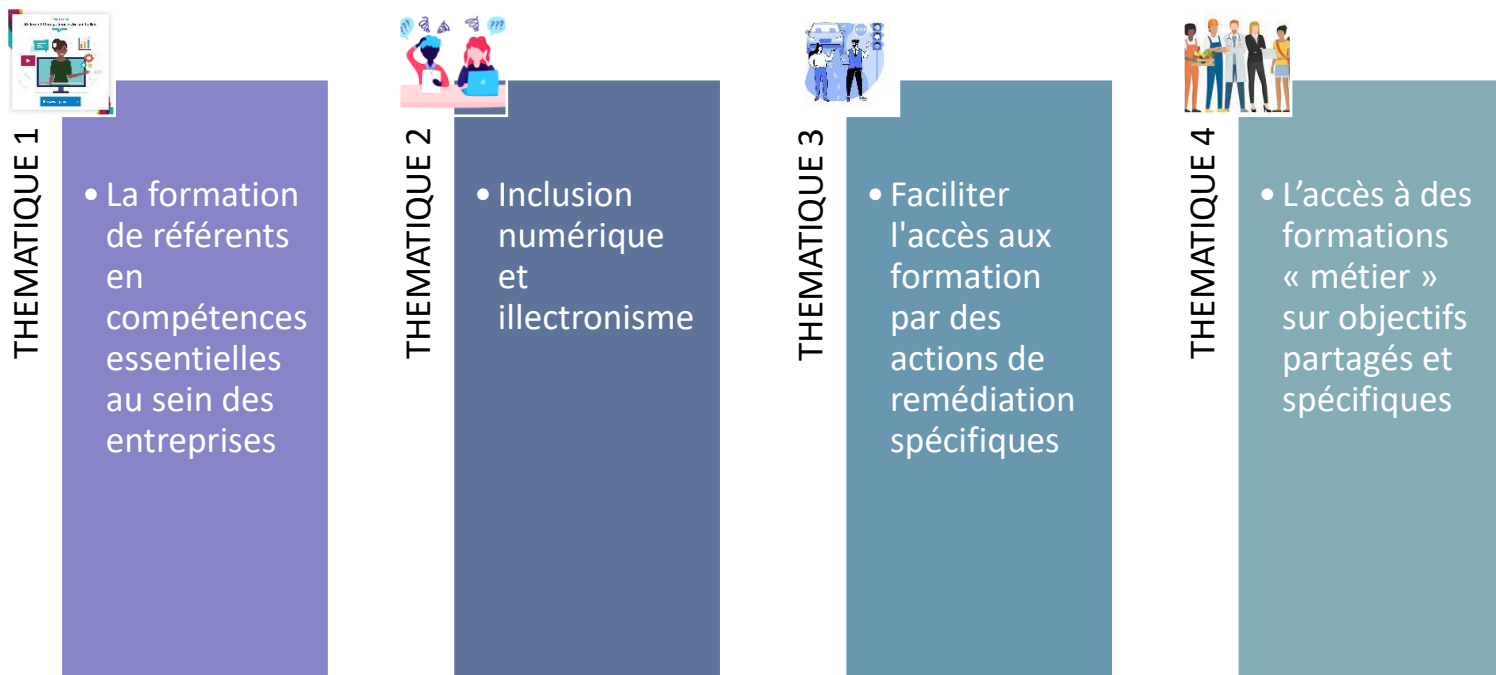 THEMATIQUE 1
• La formation
de référents
en
compétences
essentielles
au sein des
entreprises
???
???
THEMATIQUE 2
• Inclusion
numérique
et
illectronisme
THEMATIQUE 3
• Faciliter
l'accès aux
formation
par des
actions de
remédiation
spécifiques
THEMATIQUE 4
• L’accès à des
formations
« métier »
sur objectifs
partagés et
spécifiques